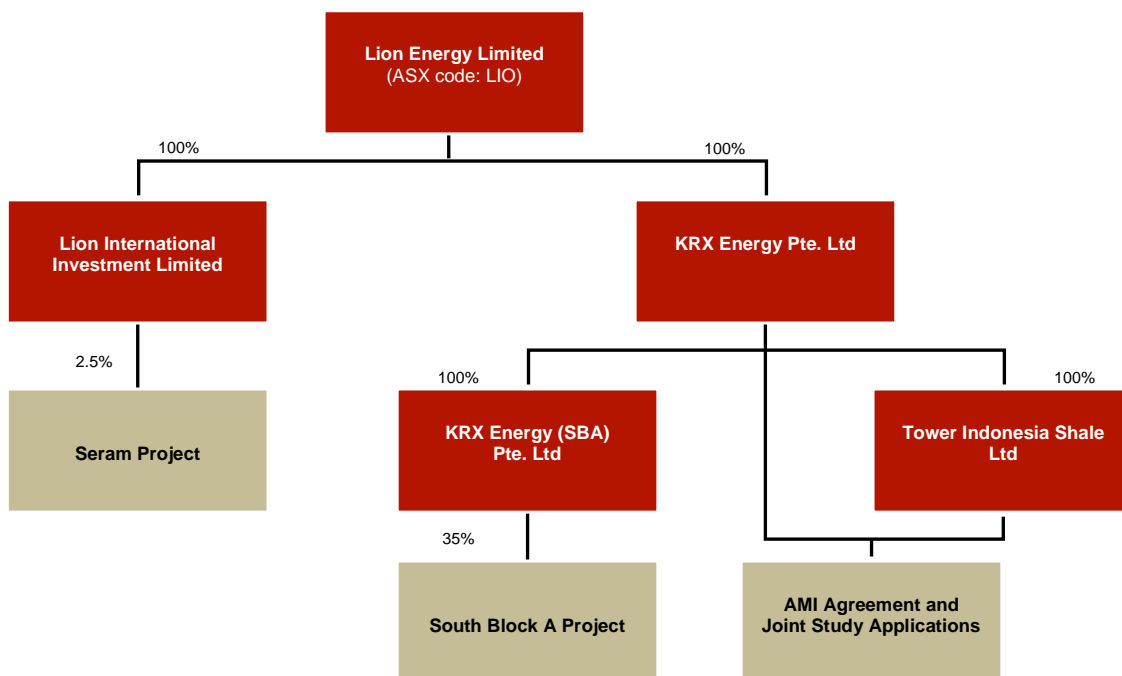 Lion Energy Limited
(ASX code: LIO)
100%
100%
Lion International
Investment Limited
KRX Energy Pte. Ltd
2.5%
100%
100%
Seram Project
KRX Energy (SBA)
Pte. Ltd
Tower Indonesia Shale
Ltd
35%
South Block A Project
AMI Agreement and
Joint Study Applications